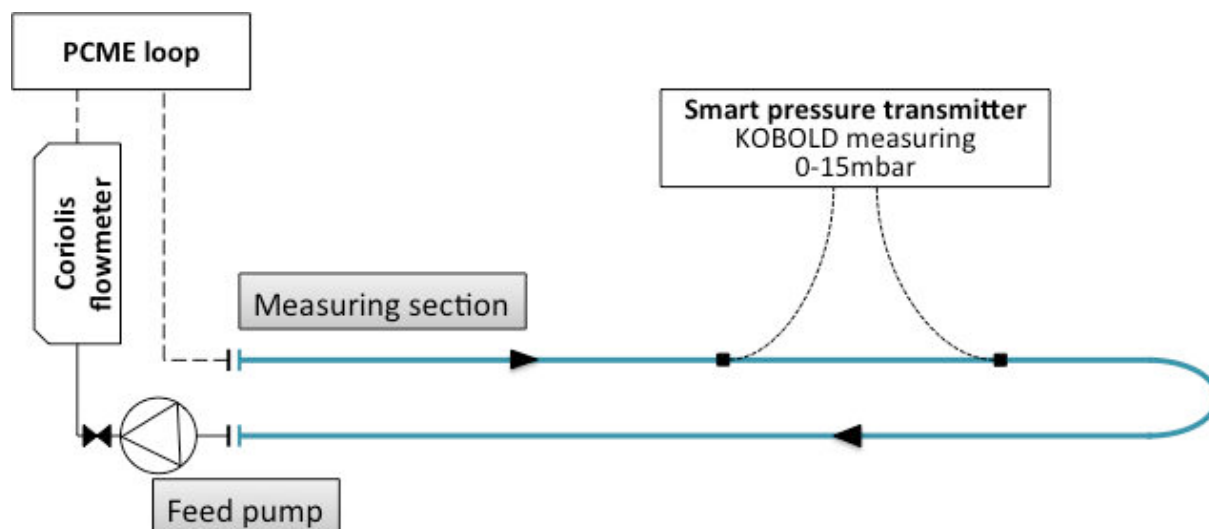 PCME loop
Smart pressure transmitter
KOBOLD measuring
0-15mbar
Coriolis
flowmeter
Measuring section
Feed pump